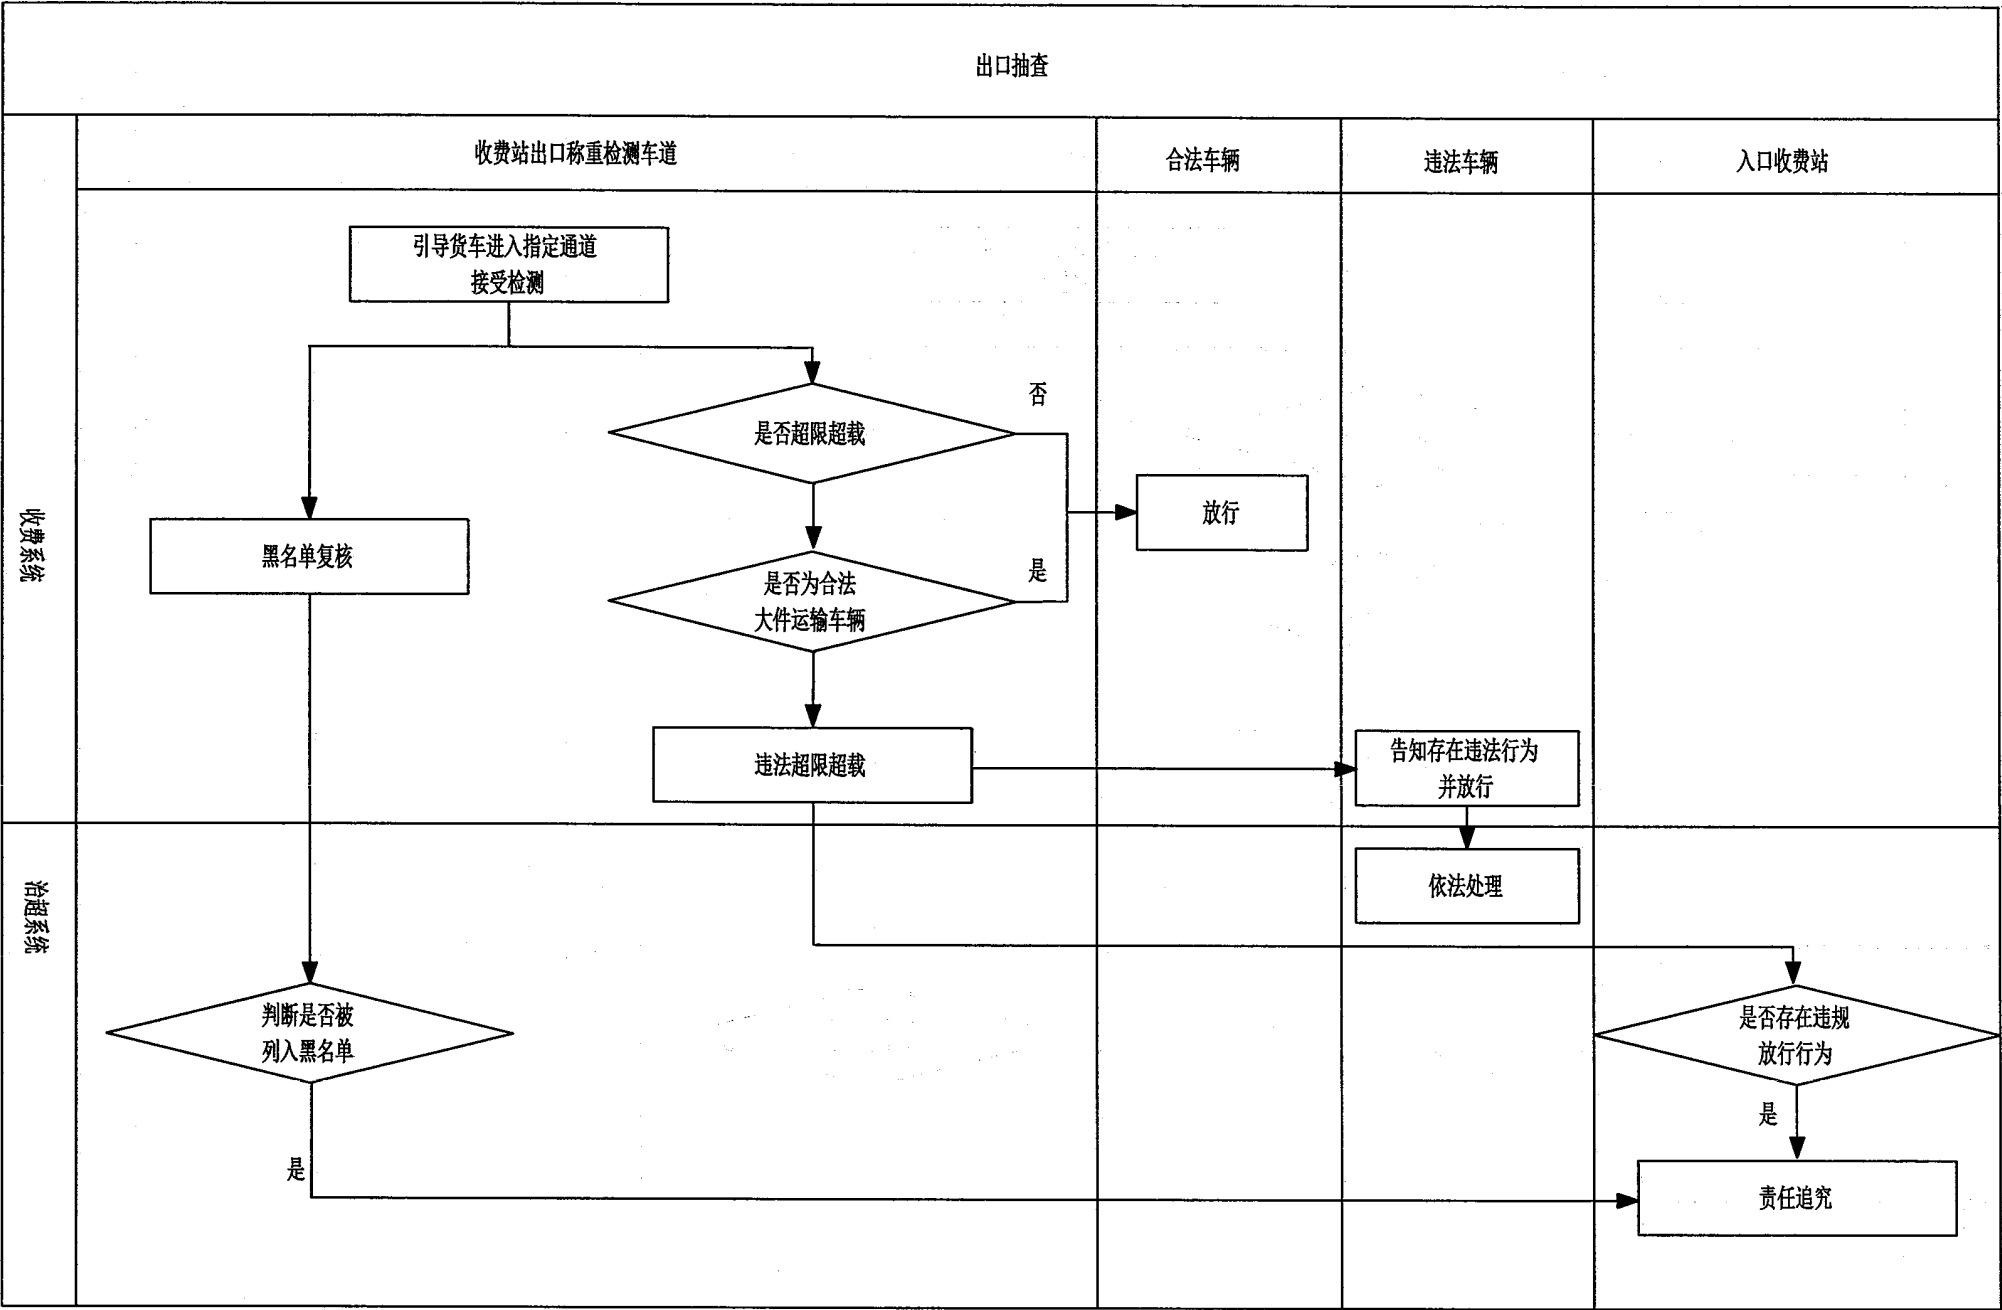 出口抽查
收费站出口称重检测车道
合法车辆
违法车辆
入口收费站
收费系统
引导货车进入指定通道
接受检测
是否超限超载
否
放行
黑名单复核
是否为合法
大件运输车辆
是
违法超限超载
告知存在违法行为
并放行
治超系统
依法处理
判断是否被
列入黑名单
是否存在违规
放行行为
是
是
责任追究